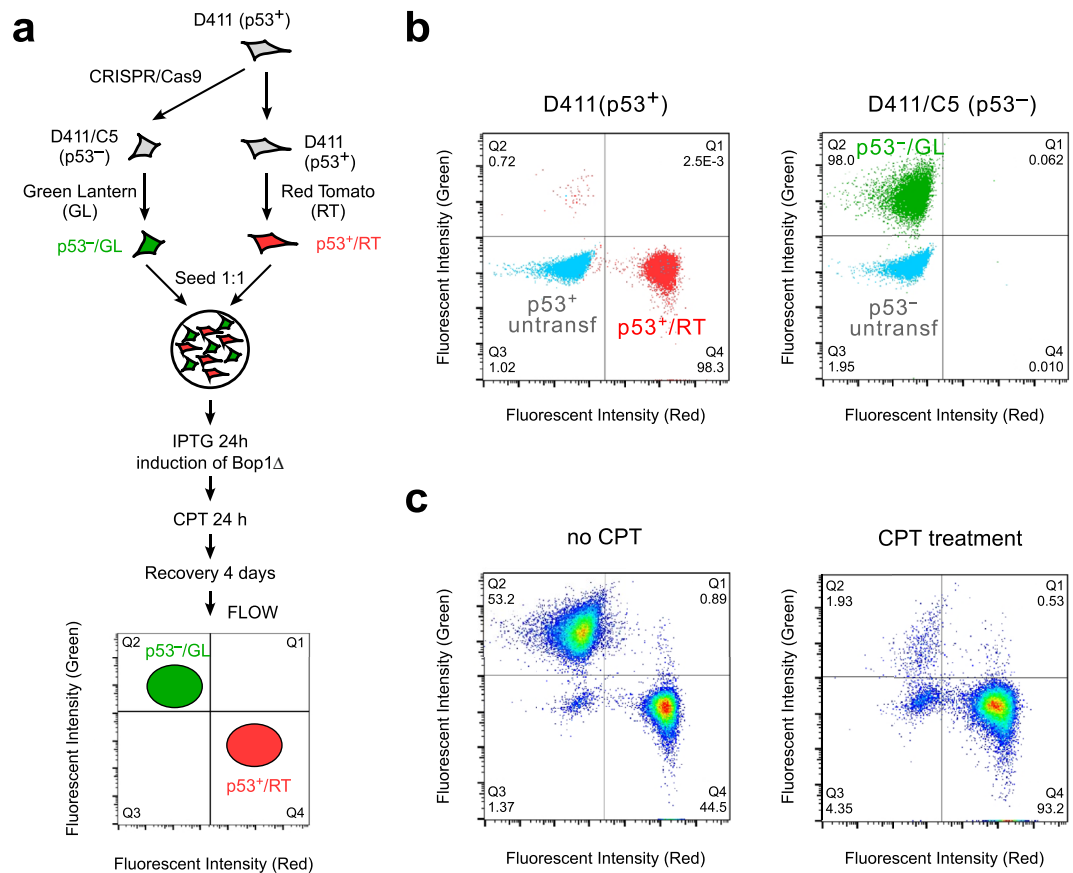 a
D411 (p53⁺)
CRISPR/Cas9
D411/C5
(p53⁻)
D411
(p53⁺)
Green Lantern
(GL)
Red Tomato
(RT)
p53⁻/GL
p53⁺/RT
Seed 1:1
IPTG 24h
induction of Bop1Δ
CPT 24 h
Recovery 4 days
FLOW
Fluorescent Intensity (Green)
Q2
Q1
p53⁻/GL
p53⁺/RT
Q3
Q4
Fluorescent Intensity (Red)
b
D411(p53⁺)
Fluorescent Intensity (Green)
Q2
0.72
Q1
2.5E-3
p53⁺
untransf
p53⁺/RT
Q3
1.02
Q4
98.3
Fluorescent Intensity (Red)
D411/C5 (p53⁻)
Fluorescent Intensity (Green)
Q2
98.0
p53⁻/GL
Q1
0.062
p53⁻
untransf
Q3
1.95
Q4
0.010
Fluorescent Intensity (Red)
c
no CPT
Fluorescent Intensity (Green)
Q2
53.2
Q1
0.89
Q3
1.37
Q4
44.5
Fluorescent Intensity (Red)
CPT treatment
Fluorescent Intensity (Green)
Q2
1.93
Q1
0.53
Q3
4.35
Q4
93.2
Fluorescent Intensity (Red)